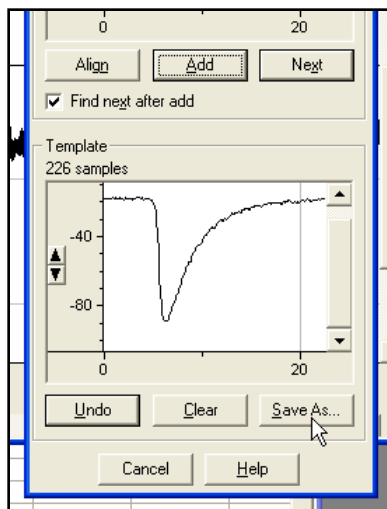 0 20
Align Add Next
Find next after add
Template
226 samples
-40
-80
0 20
Undo Clear Save As...
Cancel Help